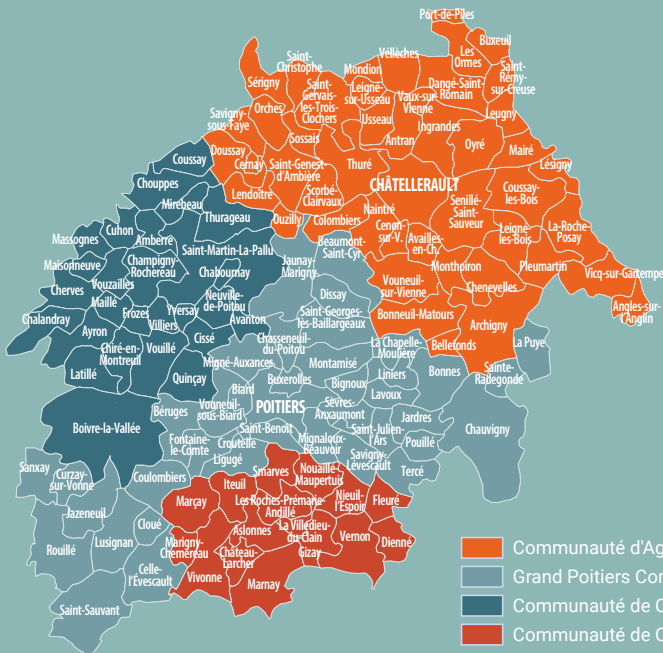 Port-de-Piles
Buxeuil
Saint-
Christophe
Vellèches
Les
Ormes
Mondion
Saint-
Rémy-
sur-Creuse
Sérigny
Saint-
Gervais-
les-Trois-
Clochers
Leigné-
sur-Usseau
Dangé-Saint-
Romain
Vaux-sur-
Vienne
Orches
Savigny-
sous-Faye
Usseau
Ingrandes
Leugny
Sossais
Antran
Oyré
Mairé
Coussay
Doussay
Cernay
Saint-Genest-
d'Ambière
Thuré
Lésigny
Chouppes
Lendoitre
Scorbé-
Clairvaux
CHÂTELLERAULT
Coussay-
les-Bois
Mirebeau
Thurageau
Ouzilly
Colombiers
Naintré
Senillé-
Saint-
Sauveur
La-Roche-
Posay
Massognes
Cuhon
Amberre
Saint-Martin-La-Pallu
Beaumont-
Saint-Cyr
Cenon-
sur-V.
Availles-
en-Ch.
Leigné-
les-Bois
Maisonneuve
Champigny-
Rochereau
Jaunay-
Marigny
Monthoiron
Pleumartin
Vicq-sur-Gartempe
Cherves
Vouzailles
Chabournay
Vouneuil-
sur-Vienne
Chenevelles
Maillé
Neuville-
de-Poitou
Dissay
Angles-sur-
l'Anglin
Chalandray
Frozes
Yversay
Avanton
Saint-Georges-
lès-Baillargeaux
Bonneuil-Matours
Archigny
Ayron
Villiers
Cissé
Chasseneuil-
du-Poitou
La Chapelle-
Moulière
Bellefonds
La Puye
Chiré-en-
Montreuil
Vouillé
Migné-Auxances
Montamisé
Bonnes
Sainte-
Radegonde
Latillé
Quinçay
Biard
Buxerolles
Bignoux
Liniers
Lavoux
Béruges
Vouneuil-
sous-Biard
POITIERS
Sèvres-
Anxaumont
Jardres
Chauvigny
Boivre-la-Vallée
Fontaine-
le-Comte
Croutelle
Saint-Benoît
Mignaloux-
Beauvoir
Saint-Julien-
l'Ars
Pouillé
Ligugé
Savigny-
Lévescault
Tercé
Sanxay
Curzay-
sur-Vonne
Coulombiers
Smarves
Nouaillé-
Maupertuis
Iteuil
Marçay
Les Roches-Prémarie-
Andillé
Nieuil-
l'Espoir
Fleuré
Jazeneuil
Cloué
Aslonnes
La Villedieu-
du-Clain
Vernon
Rouillé
Lusignan
Marigny-
Chemereau
Château-
Larcher
Gizay
Dienné
Celle-
l'Évescault
Vivonne
Marnay
Saint-Sauvant
Communauté d'Ag
Grand Poitiers Co
Communauté de C
Communauté de C